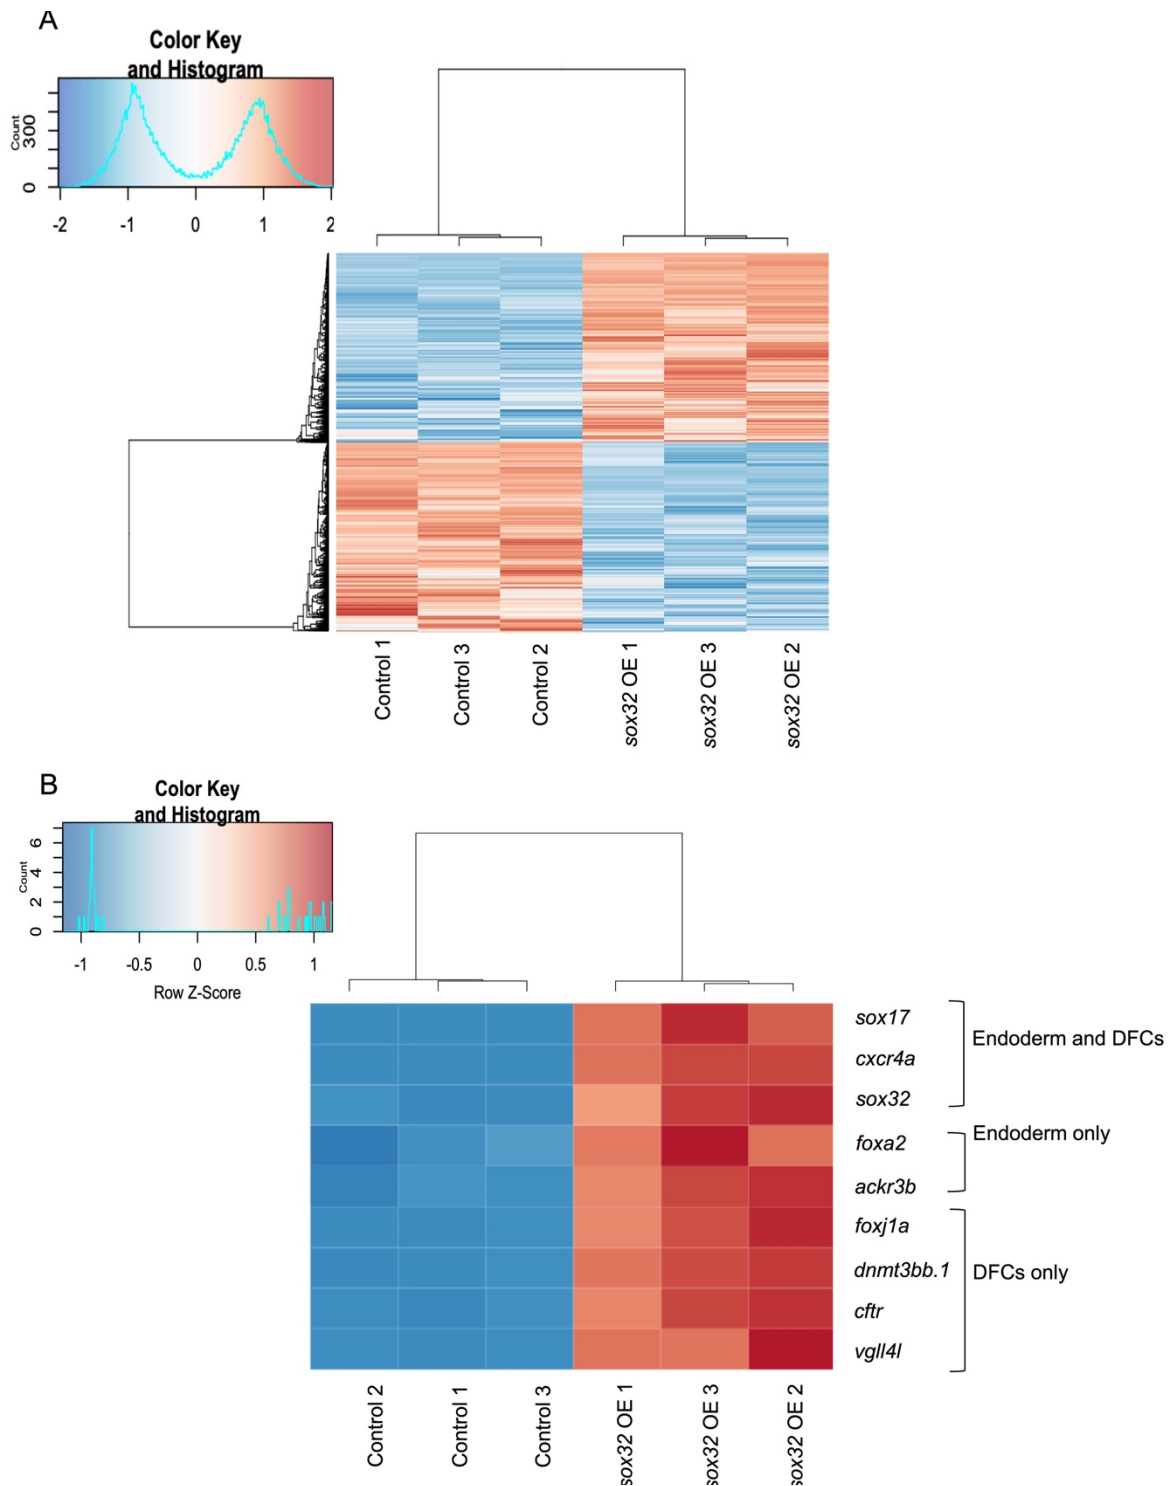 A
Color Key
and Histogram
Count
0
300
-2
-1
0
1
2
Control 1
Control 3
Control 2
sox32 OE 1
sox32 OE 3
sox32 OE 2
B
Color Key
and Histogram
Count
0
2
4
6
-1
-0.5
0
0.5
1
Row Z-Score
sox17
cxcr4a
sox32
Endoderm and DFCs
foxa2
ackr3b
Endoderm only
foxj1a
dnmt3bb.1
cftr
vgll4l
DFCs only
Control 2
Control 1
Control 3
sox32 OE 1
sox32 OE 3
sox32 OE 2